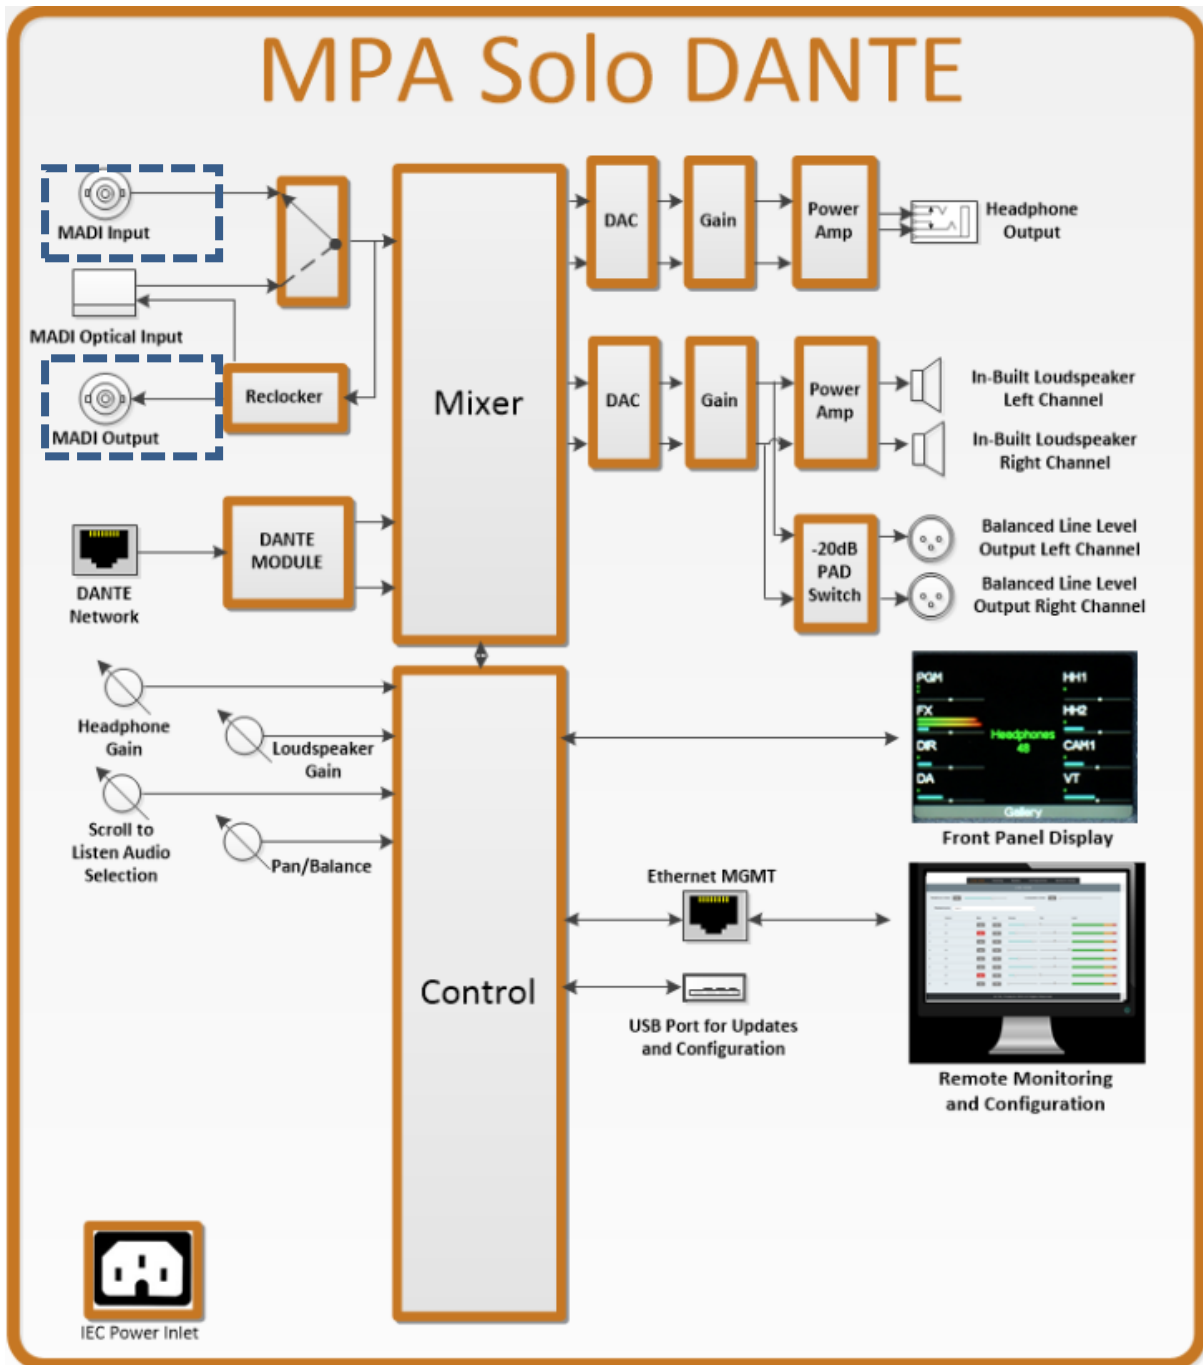 MPA Solo DANTE
MADI Input
MADI Optical Input
MADI Output
Reclocker
Mixer
DAC
Gain
Power
Amp
Headphone
Output
DAC
Gain
Power
Amp
In-Built Loudspeaker
Left Channel
In-Built Loudspeaker
Right Channel
DANTE
Network
DANTE
MODULE
-20dB
PAD
Switch
Balanced Line Level
Output Left Channel
Balanced Line Level
Output Right Channel
Headphone
Gain
Loudspeaker
Gain
Scroll to
Listen Audio
Selection
Pan/Balance
Control
PGM
FX
DIR
DA
Headphones
48
HH1
HH2
CAM1
VT
Gallery
Front Panel Display
Ethernet MGMT
USB Port for Updates
and Configuration
Remote Monitoring
and Configuration
IEC Power Inlet